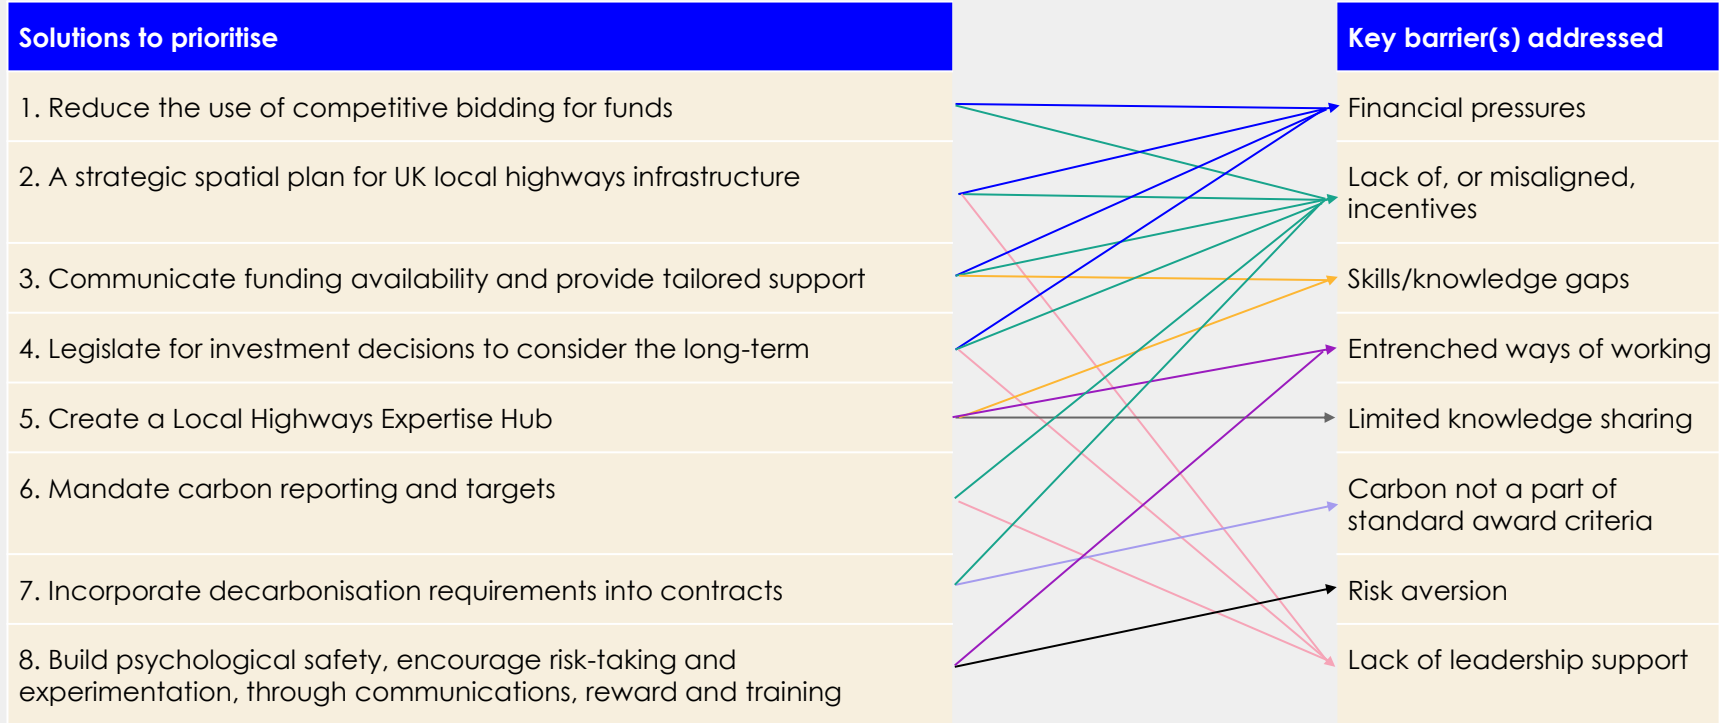 Solutions to prioritise
Key barrier(s) addressed
1. Reduce the use of competitive bidding for funds
Financial pressures
2. A strategic spatial plan for UK local highways infrastructure
Lack of, or misaligned,
incentives
3. Communicate funding availability and provide tailored support
Skills/knowledge gaps
4. Legislate for investment decisions to consider the long-term
Entrenched ways of working
5. Create a Local Highways Expertise Hub
Limited knowledge sharing
6. Mandate carbon reporting and targets
Carbon not a part of
standard award criteria
7. Incorporate decarbonisation requirements into contracts
Risk aversion
8. Build psychological safety, encourage risk-taking and
experimentation, through communications, reward and training
Lack of leadership support